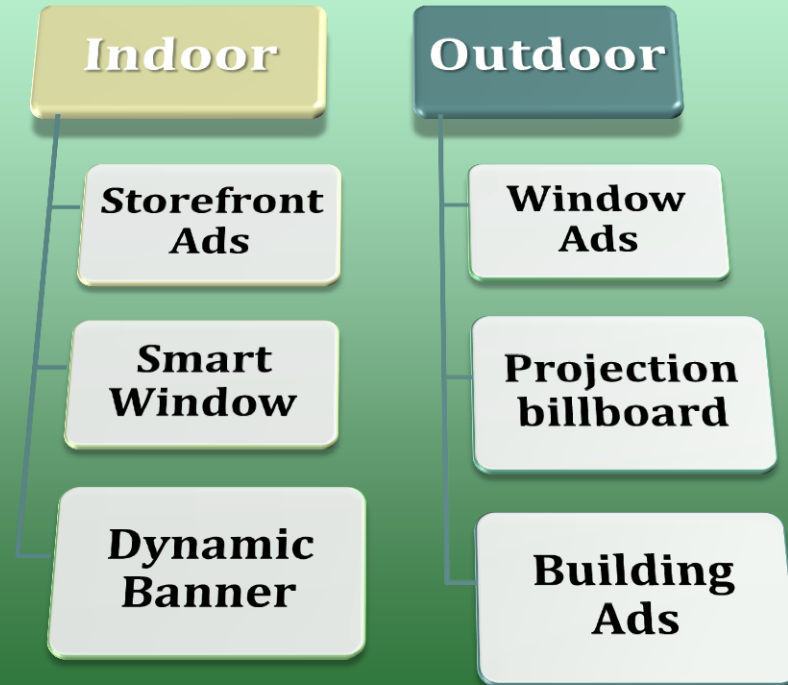 Indoor
Storefront
Ads
Smart
Window
Dynamic
Banner
Outdoor
Window
Ads
Projection
billboard
Building
Ads